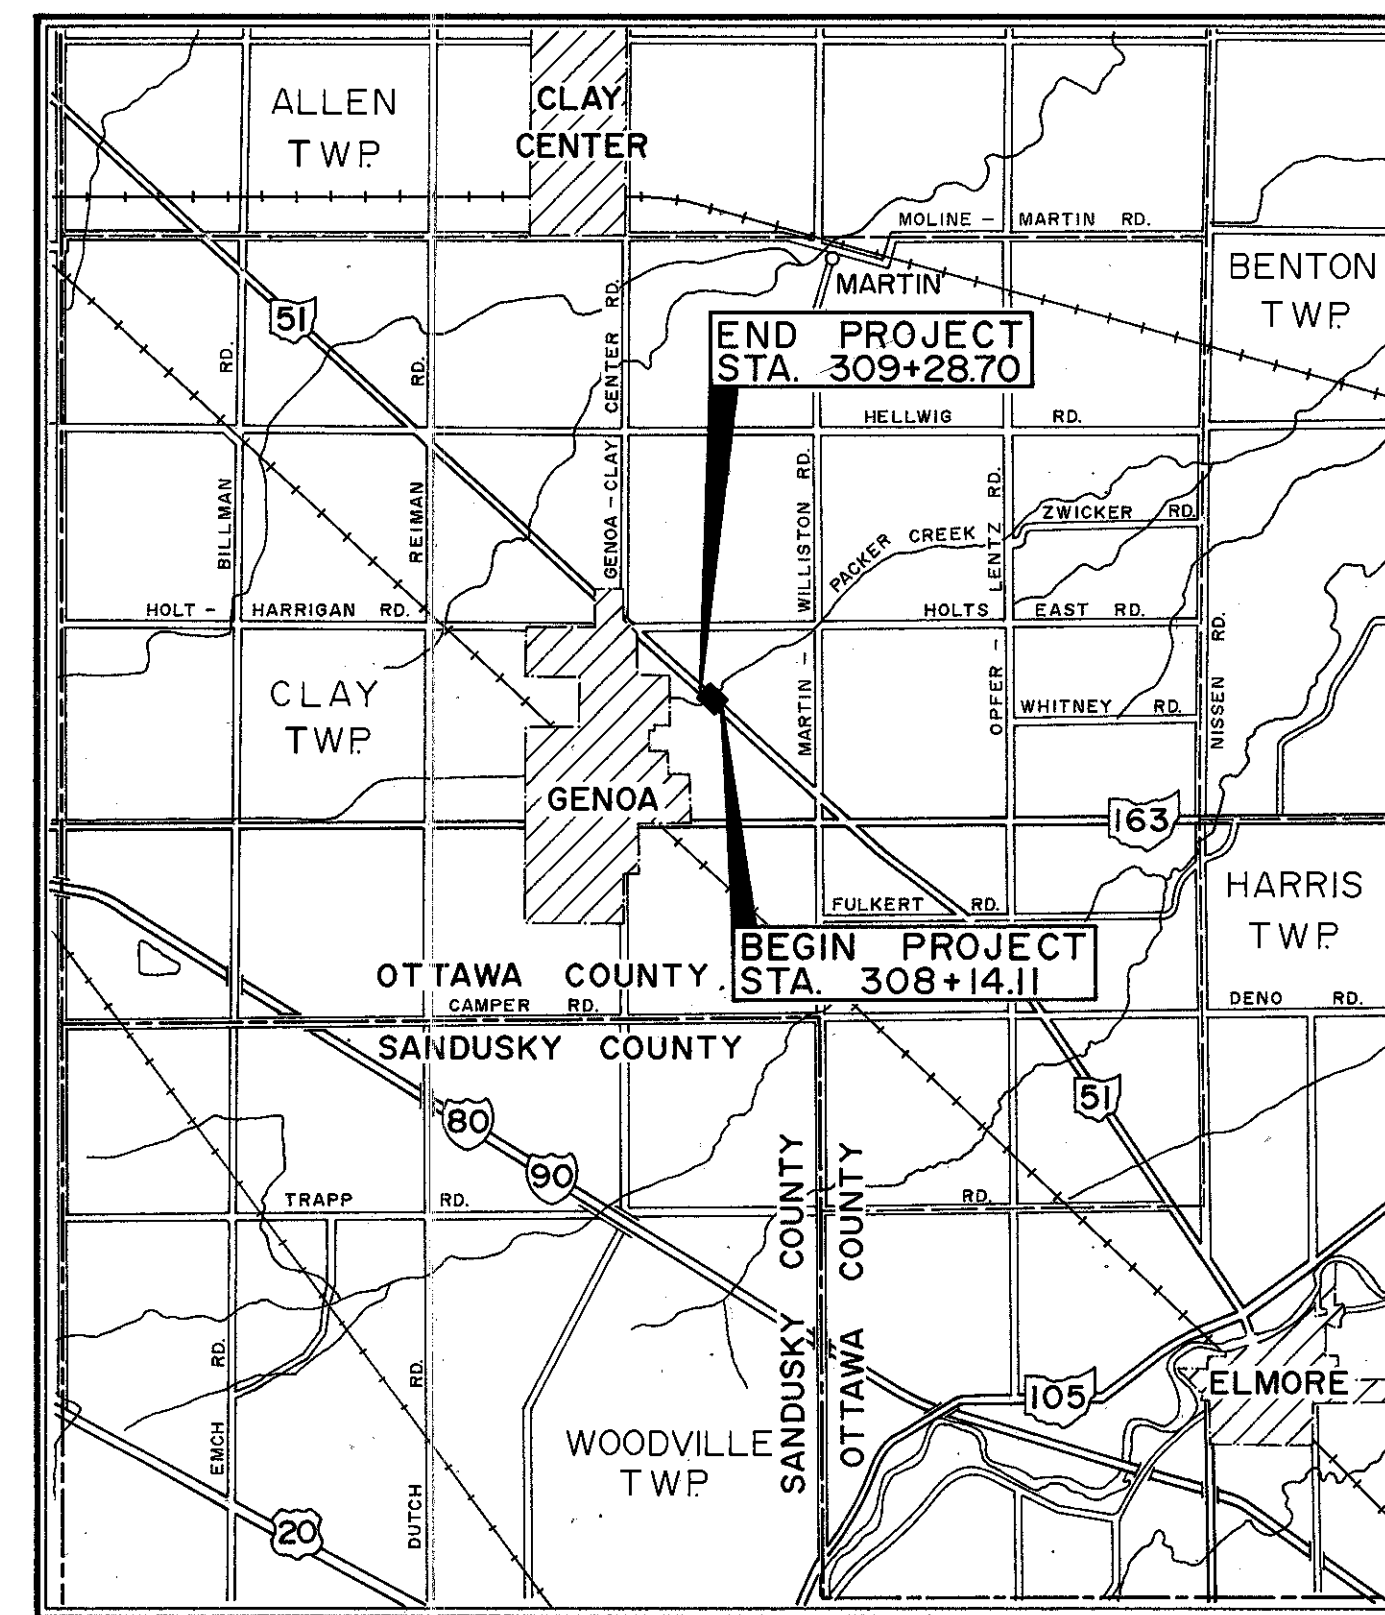 ALLEN
TWP.
CLAY
CENTER
MOLINE - MARTIN RD.
BENTON
TWP.
MARTIN
51
END PROJECT
STA. 309+28.70
GENOA - CLAY CENTER RD.
BILLMAN RD.
REIMAN RD.
HELLWIG RD.
MARTIN - WILLISTON RD.
OPFER - LENTZ RD.
PACKER CREEK
ZWICKER RD.
HOLT - HARRIGAN RD.
HOLTS EAST RD.
NISSEN RD.
CLAY
TWP.
WHITNEY RD.
GENOA
163
FULKERT RD.
HARRIS
TWP.
BEGIN PROJECT
STA. 308+14.11
OTTAWA COUNTY
CAMPER RD.
DENO RD.
SANDUSKY COUNTY
80
90
51
TRAPP RD.
RD.
SANDUSKY COUNTY
OTTAWA COUNTY
EMCH RD.
DUTCH RD.
105
ELMORE
WOODVILLE
TWP.
20